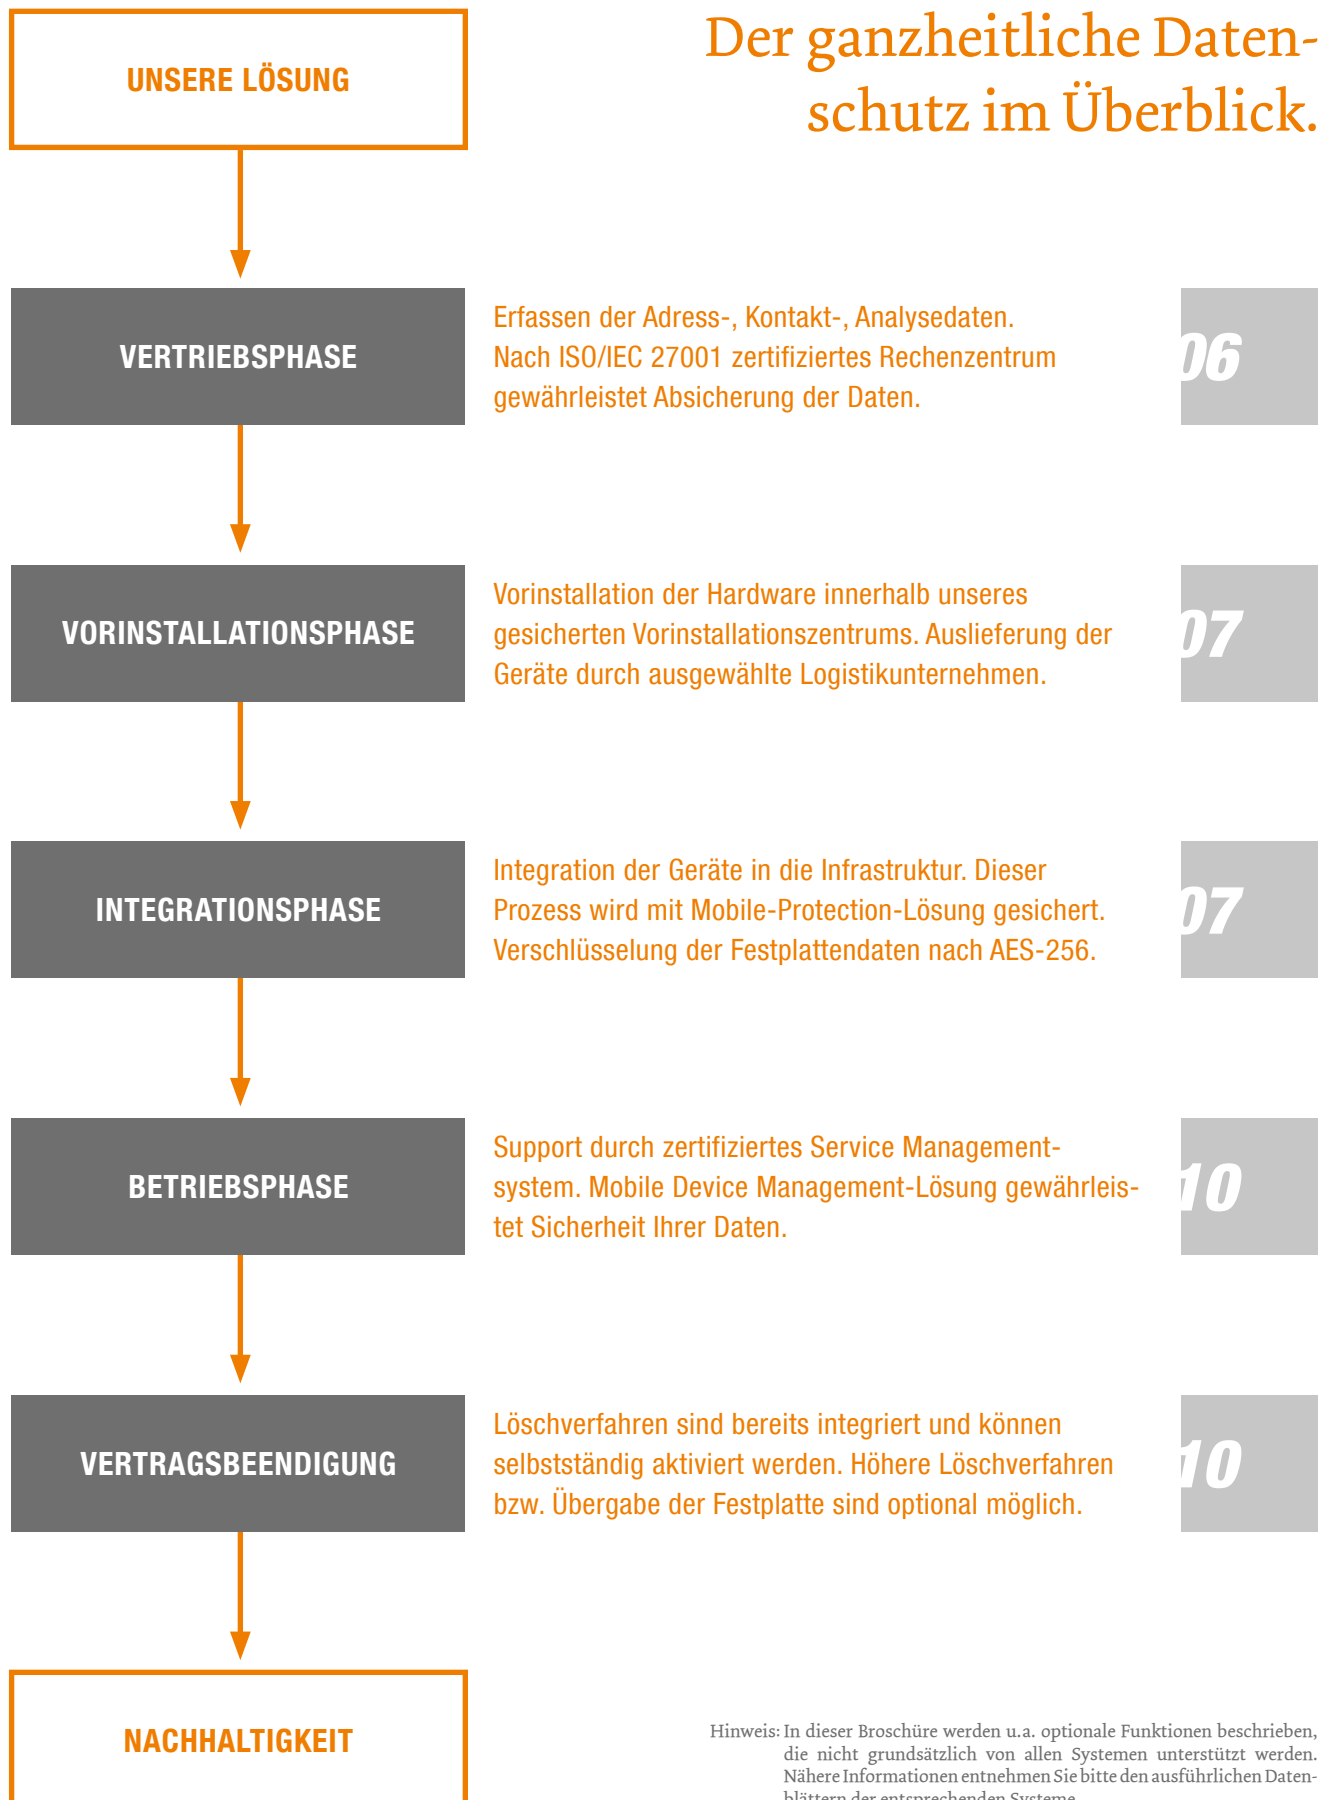 Der ganzheitliche Daten-
schutz im Überblick.
UNSERE LÖSUNG
VERTRIEBSPHASE
Erfassen der Adress-, Kontakt-, Analysedaten.
Nach ISO/IEC 27001 zertifiziertes Rechenzentrum
gewährleistet Absicherung der Daten.
06
VORINSTALLATIONSPHASE
Vorinstallation der Hardware innerhalb unseres
gesicherten Vorinstallationszentrums. Auslieferung der
Geräte durch ausgewählte Logistikunternehmen.
07
INTEGRATIONSPHASE
Integration der Geräte in die Infrastruktur. Dieser
Prozess wird mit Mobile-Protection-Lösung gesichert.
Verschlüsselung der Festplattendaten nach AES-256.
07
BETRIEBSPHASE
Support durch zertifiziertes Service Management-
system. Mobile Device Management-Lösung gewährleis-
tet Sicherheit Ihrer Daten.
10
VERTRAGSBEENDIGUNG
Löschverfahren sind bereits integriert und können
selbstständig aktiviert werden. Höhere Löschverfahren
bzw. Übergabe der Festplatte sind optional möglich.
10
NACHHALTIGKEIT
Hinweis: In dieser Broschüre werden u.a. optionale Funktionen beschrieben,
die nicht grundsätzlich von allen Systemen unterstützt werden.
Nähere Informationen entnehmen Sie bitte den ausführlichen Daten-
blättern der entsprechenden Systeme.